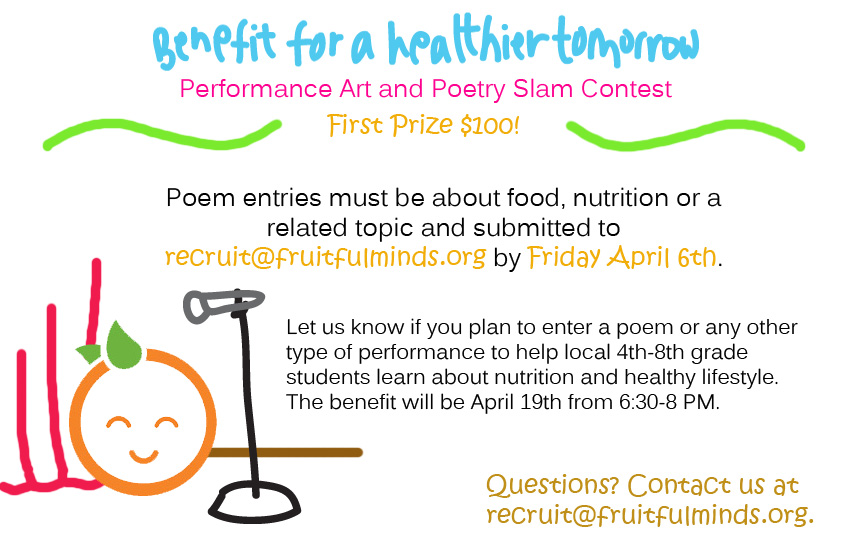 Benefit for a healthier tomorrow
Performance Art and Poetry Slam Contest
First Prize $100!
Poem entries must be about food, nutrition or a
related topic and submitted to
recruit@fruitfulminds.org by Friday April 6th.
Let us know if you plan to enter a poem or any other
type of performance to help local 4th-8th grade
students learn about nutrition and healthy lifestyle.
The benefit will be April 19th from 6:30-8 PM.
Questions? Contact us at
recruit@fruitfulminds.org.